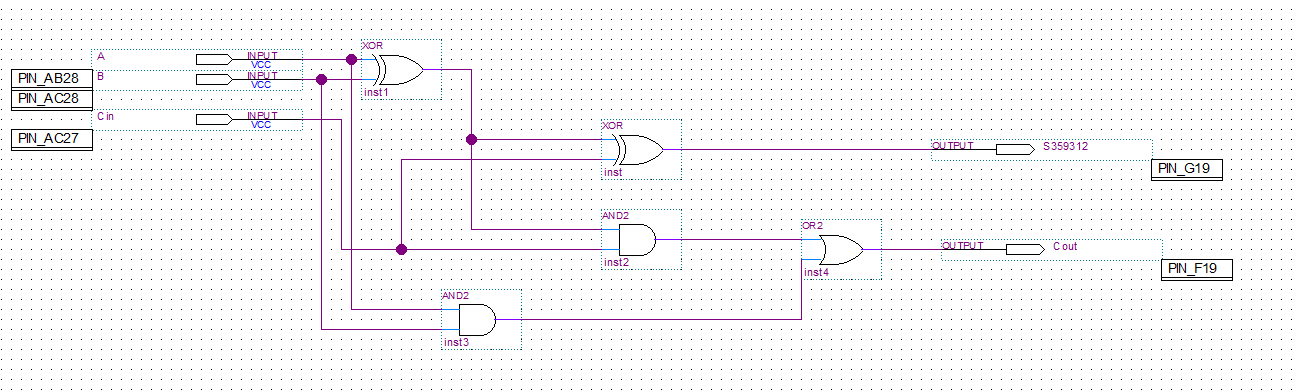 XOR
A
INPUT
VCC
PIN_AB28
B
INPUT
VCC
PIN_AC28
inst1
C in
INPUT
VCC
PIN_AC27
XOR
inst
OUTPUT
S359312
PIN_G19
AND2
inst2
OR2
inst4
OUTPUT
C out
PIN_F19
AND2
inst3